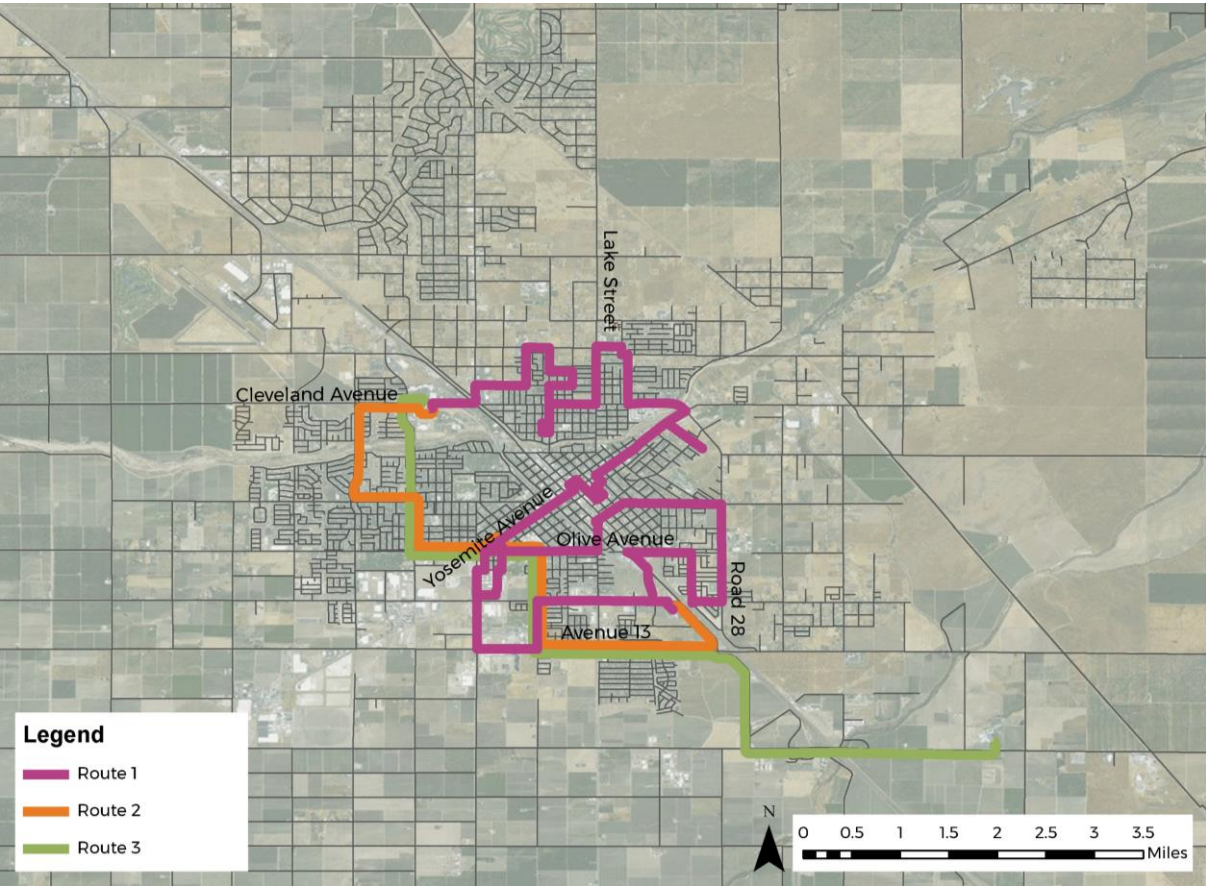 Lake Street
Cleveland Avenue
Yosemite Avenue
Olive Avenue
Road 28
Avenue 13
Legend
Route 1
Route 2
Route 3
N
0 0.5 1 1.5 2 2.5 3 3.5
Miles